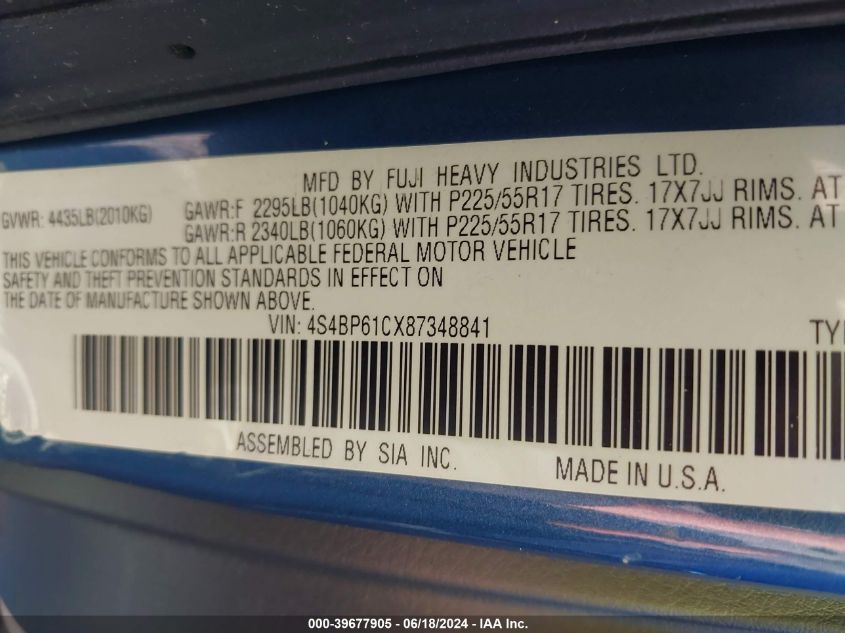 MFD BY FUJI HEAVY INDUSTRIES LTD.
GVWR: 4435LB(2010KG) GAWR:F 2295LB(1040KG) WITH P225/55R17 TIRES. 17X7JJ RIMS. AT
GAWR:R 2340LB(1060KG) WITH P225/55R17 TIRES. 17X7JJ RIMS. AT
THIS VEHICLE CONFORMS TO ALL APPLICABLE FEDERAL MOTOR VEHICLE
SAFETY AND THEFT PREVENTION STANDARDS IN EFFECT ON
THE DATE OF MANUFACTURE SHOWN ABOVE.
VIN: 4S4BP61CX87348841 TYP
ASSEMBLED BY SIA INC. MADE IN U.S.A.
000-39677905 / 06/18/2024 - IAA Inc.